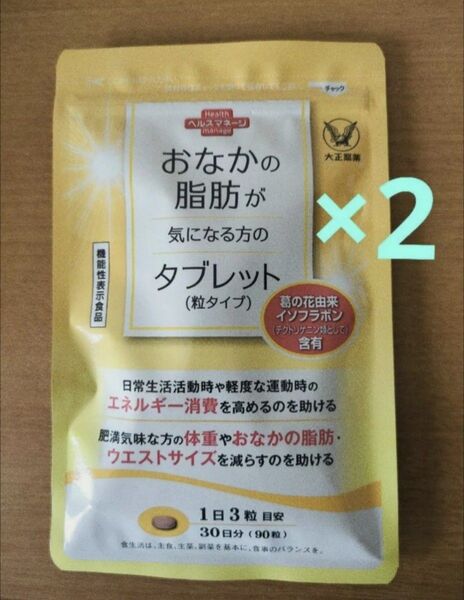 チャック
Health
ヘルスマネージ
manage
大正製薬
おなかの
脂肪が
気になる方の
タブレット
(粒タイプ)
×2
機能性表示食品
葛の花由来
イソフラボン
(テクトリゲニン類として)
含有
日常生活活動時や軽度な運動時の
エネルギー消費を高めるのを助ける
肥満気味な方の体重やおなかの脂肪・
ウエストサイズを減らすのを助ける
1日3粒 目安
30日分(90粒)
食生活は、主食、主菜、副菜を基本に、食事のバランスを。